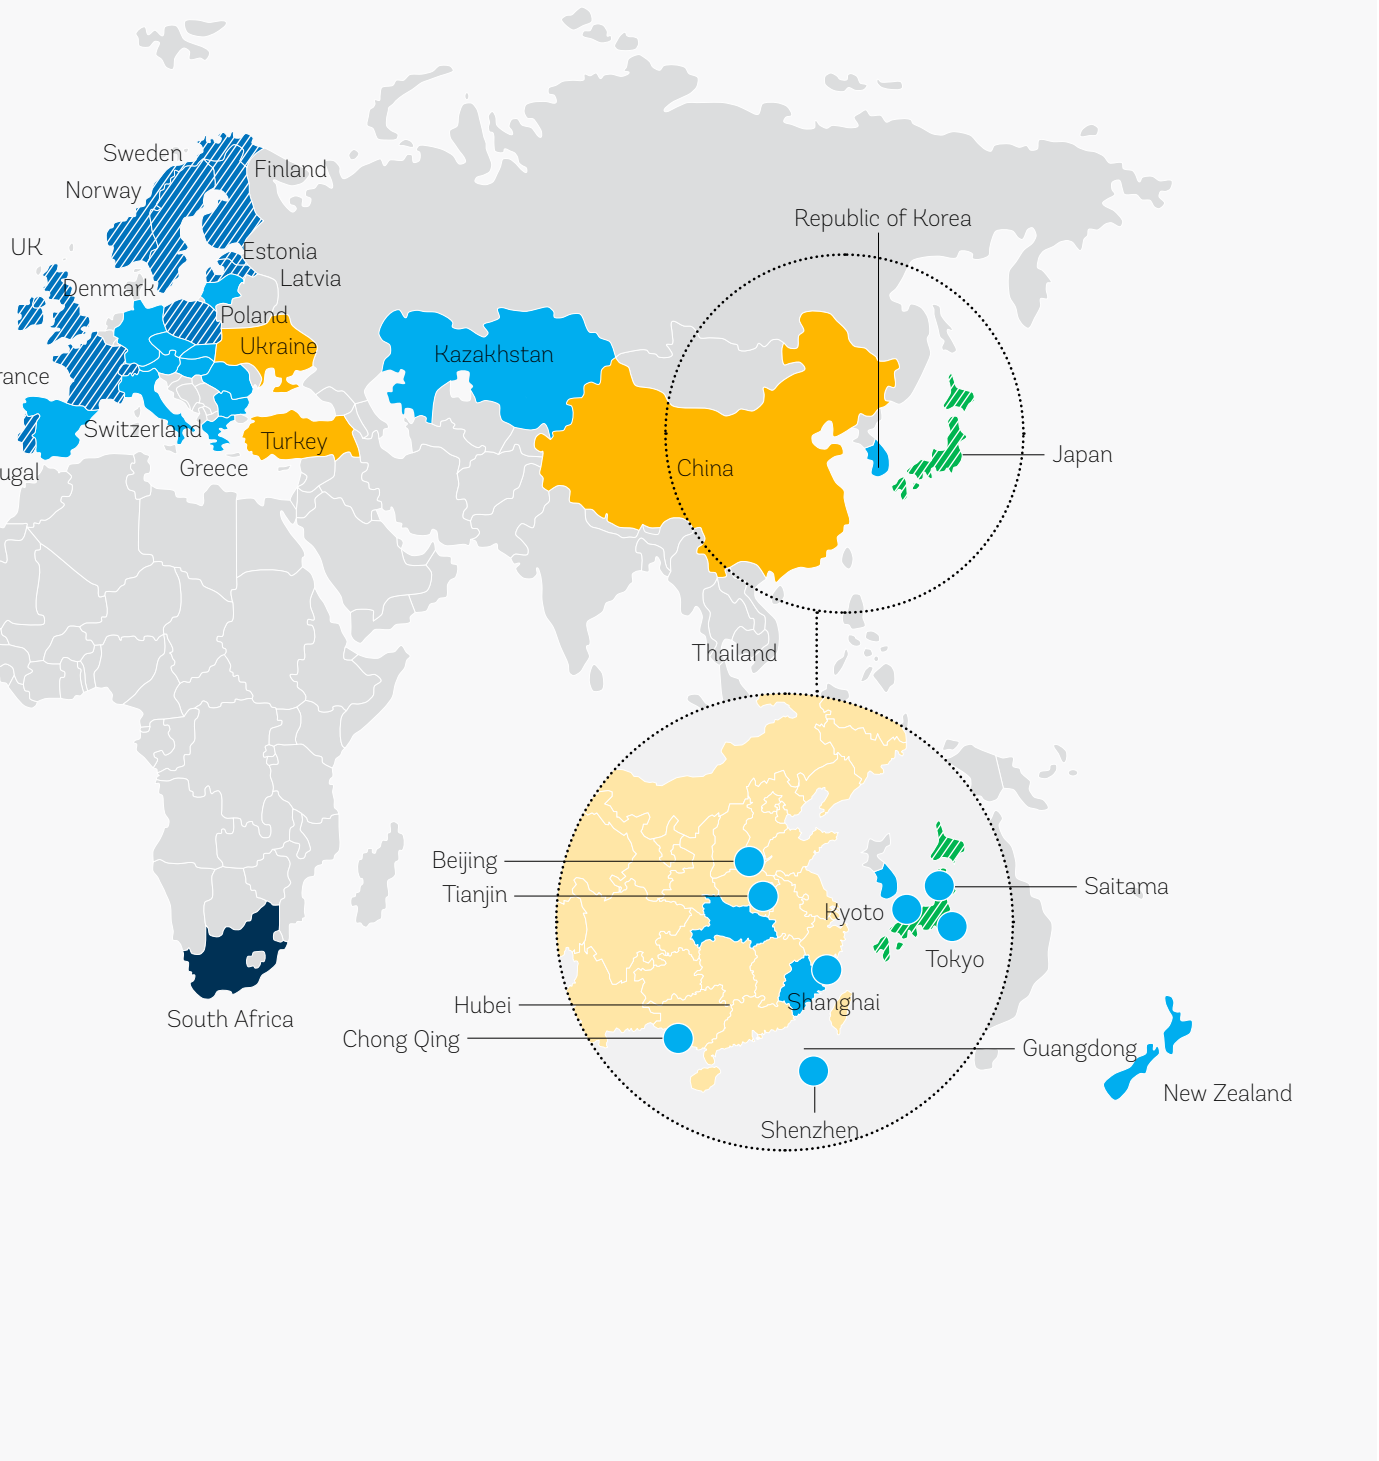 Sweden
Finland
Norway
Republic of Korea
UK
Estonia
Latvia
Denmark
Poland
Ukraine
Kazakhstan
rance
Switzerland
Turkey
Japan
Greece
China
ugal
Thailand
Beijing
Saitama
Tianjin
Kyoto
Tokyo
Shanghai
Hubei
South Africa
Chong Qing
Guangdong
New Zealand
Shenzhen